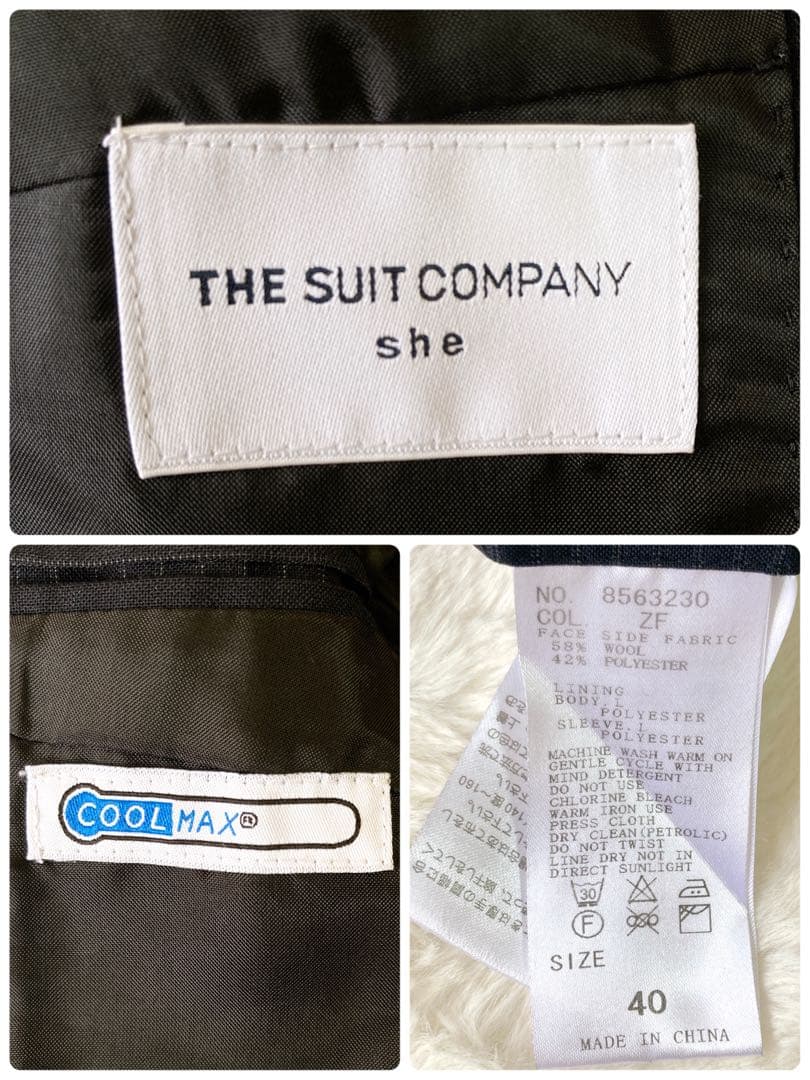 THE SUIT COMPANY
she
COOLMAX®
NO. 8563230
COL. ZF
FACE SIDE FABRIC
58% WOOL
42% POLYESTER
LINING
BODY.L
POLYESTER
SLEEVE.L
POLYESTER
MACHINE WASH WARM ON
GENTLE CYCLE WITH
MIND DETERGENT
DO NOT USE
CHLORINE BLEACH
WARM IRON USE
PRESS CLOTH
DRY CLEAN(PETROLIC)
DO NOT TWIST
LINE DRY NOT IN
DIRECT SUNLIGHT
30
F
SIZE
40
MADE IN CHINA